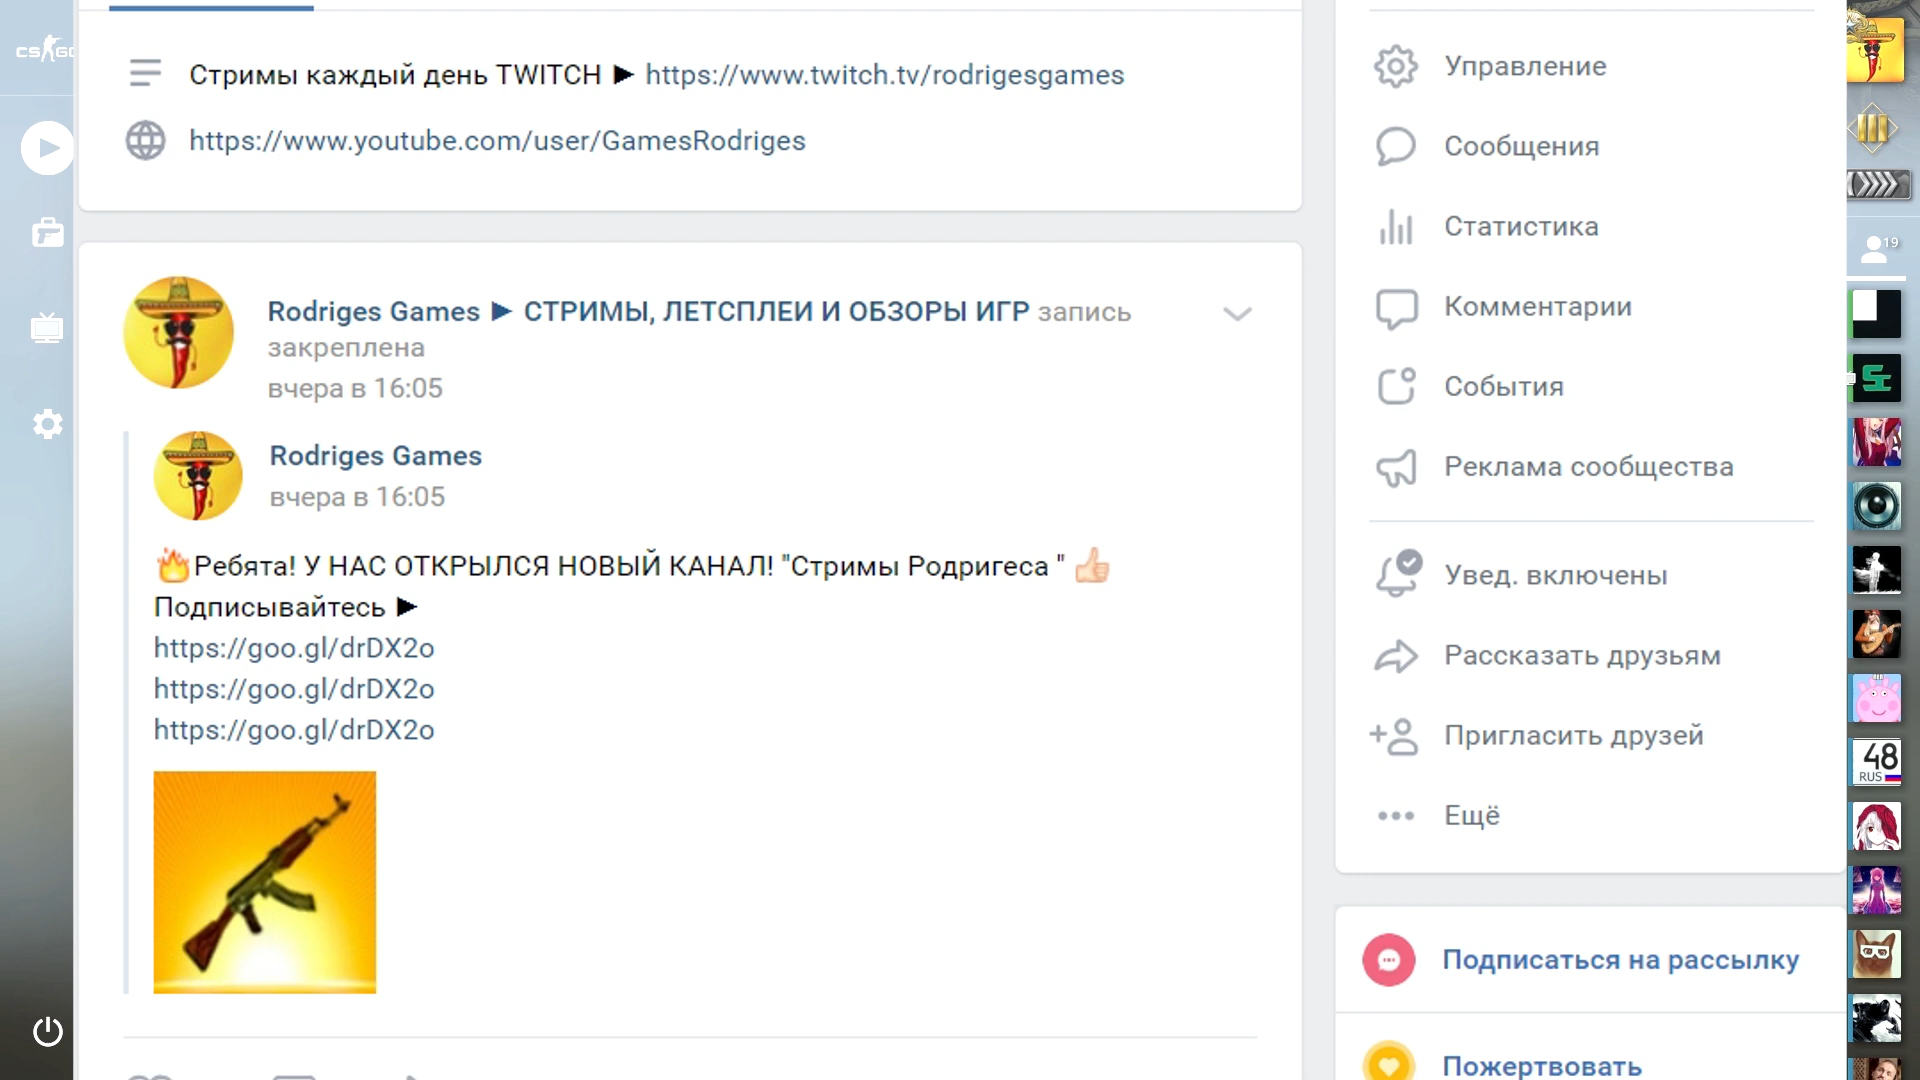 CS GO
Стримы каждый день TWITCH ► https://www.twitch.tv/rodrigesgames
https://www.youtube.com/user/GamesRodriges
Rodriges Games ► СТРИМЫ, ЛЕТСПЛЕИ И ОБЗОРЫ ИГР запись
закреплена
вчера в 16:05
Rodriges Games
вчера в 16:05
🔥Ребята! У НАС ОТКРЫЛСЯ НОВЫЙ КАНАЛ! "Стримы Родригеса " 👍🏻
Подписывайтесь ►
https://goo.gl/drDX2o
https://goo.gl/drDX2o
https://goo.gl/drDX2o
Управление
Сообщения
Статистика
Комментарии
События
Реклама сообщества
Увед. включены
Рассказать друзьям
Пригласить друзей
Ещё
Подписаться на рассылку
Пожертвовать
19
48
RUS